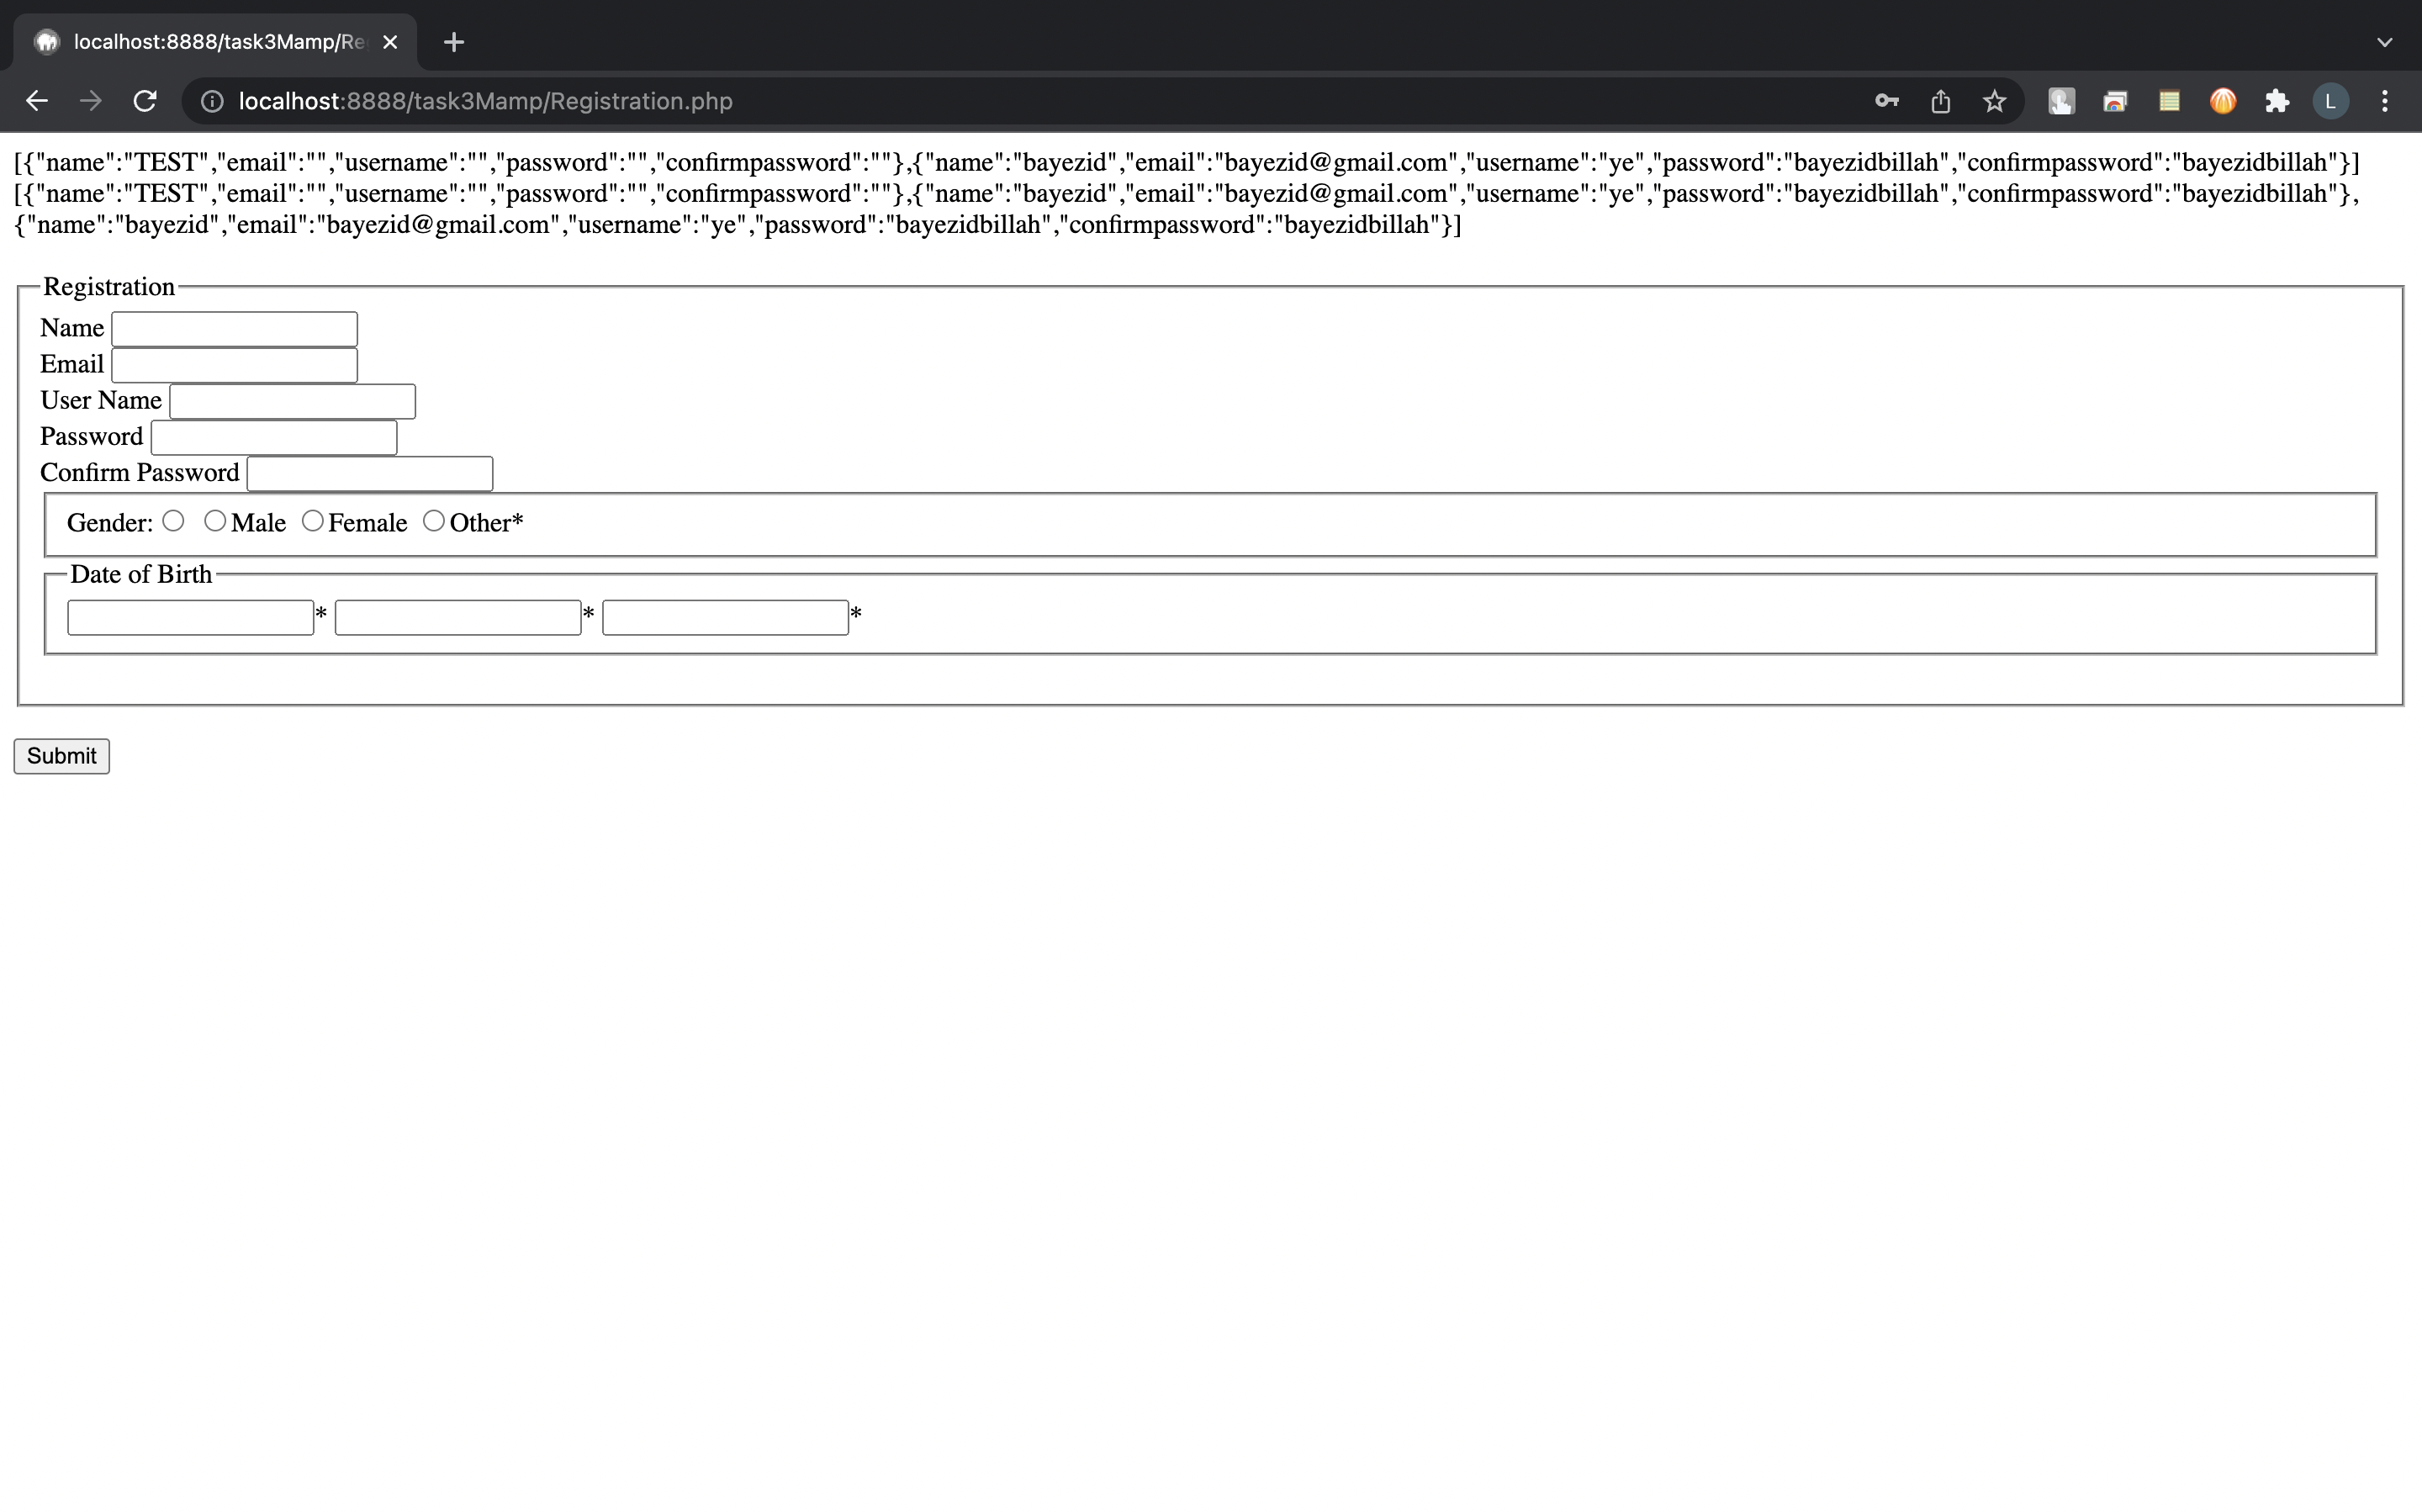 localhost:8888/task3Mamp/Re
localhost:8888/task3Mamp/Registration.php
L
[{"name":"TEST","email":"","username":"","password":"","confirmpassword":""},{"name":"bayezid","email":"bayezid@gmail.com","username":"ye","password":"bayezidbillah","confirmpassword":"bayezidbillah"}]
[{"name":"TEST","email":"","username":"","password":"","confirmpassword":""},{"name":"bayezid","email":"bayezid@gmail.com","username":"ye","password":"bayezidbillah","confirmpassword":"bayezidbillah"},
{"name":"bayezid","email":"bayezid@gmail.com","username":"ye","password":"bayezidbillah","confirmpassword":"bayezidbillah"}]
Registration
Name
Email
User Name
Password
Confirm Password
Gender: Male Female Other*
Date of Birth
* * *
Submit